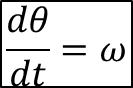 dθ/dt = ω